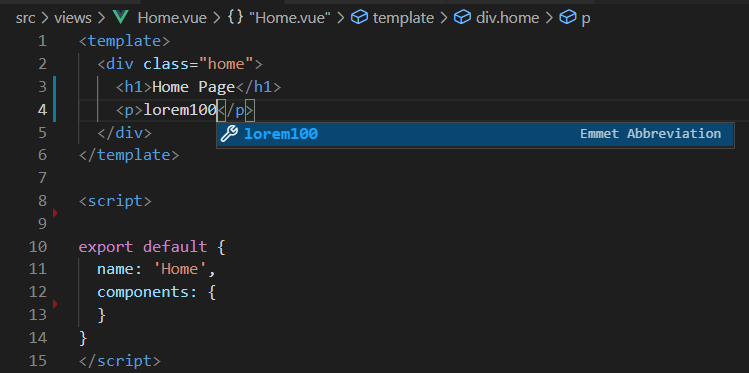 src > views > Home.vue > {} "Home.vue" > template > div.home > p
1 <template>
2 <div class="home">
3 <h1>Home Page</h1>
4 <p>lorem100</p>
lorem100 Emmet Abbreviation
5 </div>
6 </template>
7
8 <script>
9
10 export default {
11 name: 'Home',
12 components: {
13 }
14 }
15 </script>